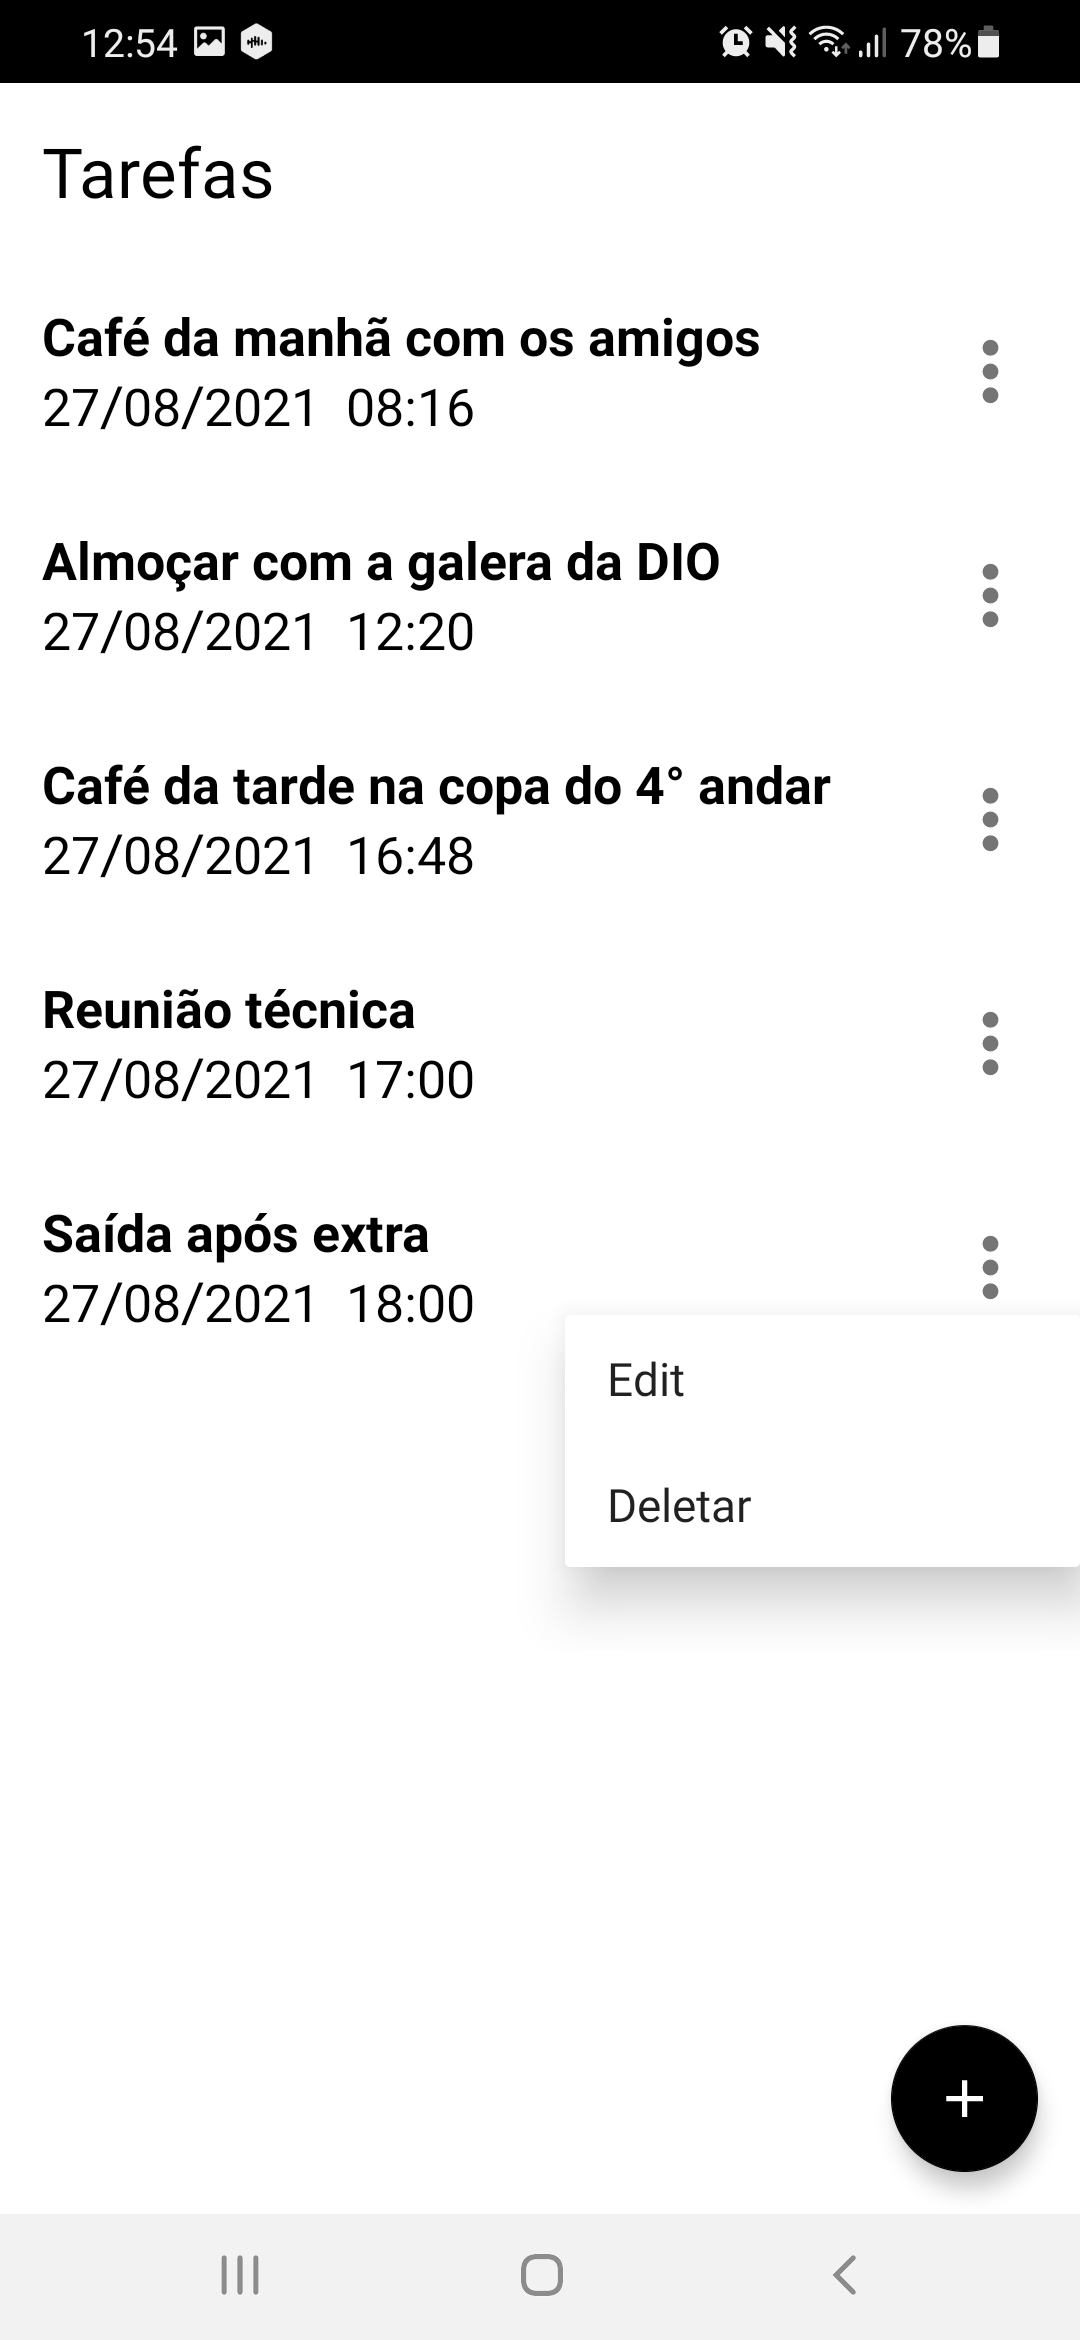 12:54 78%
Tarefas
Café da manhã com os amigos
27/08/2021 08:16
Almoçar com a galera da DIO
27/08/2021 12:20
Café da tarde na copa do 4° andar
27/08/2021 16:48
Reunião técnica
27/08/2021 17:00
Saída após extra
27/08/2021 18:00
Edit
Deletar